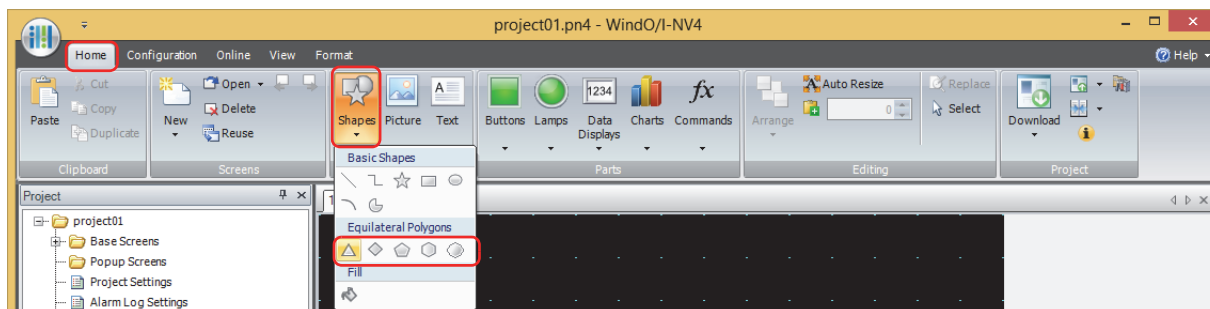 project01.pn4 - WindO/I-NV4
Home Configuration Online View Format Help
Paste
Cut
Copy
Duplicate
Clipboard
New
Open
Delete
Reuse
Screens
Shapes Picture Text
Buttons Lamps Data Displays Charts Commands
1234
fx
Parts
Arrange
Auto Resize
0
Replace
Select
Editing
Download
Project
Basic Shapes
Equilateral Polygons
Fill
Project
project01
Base Screens
Popup Screens
Project Settings
Alarm Log Settings